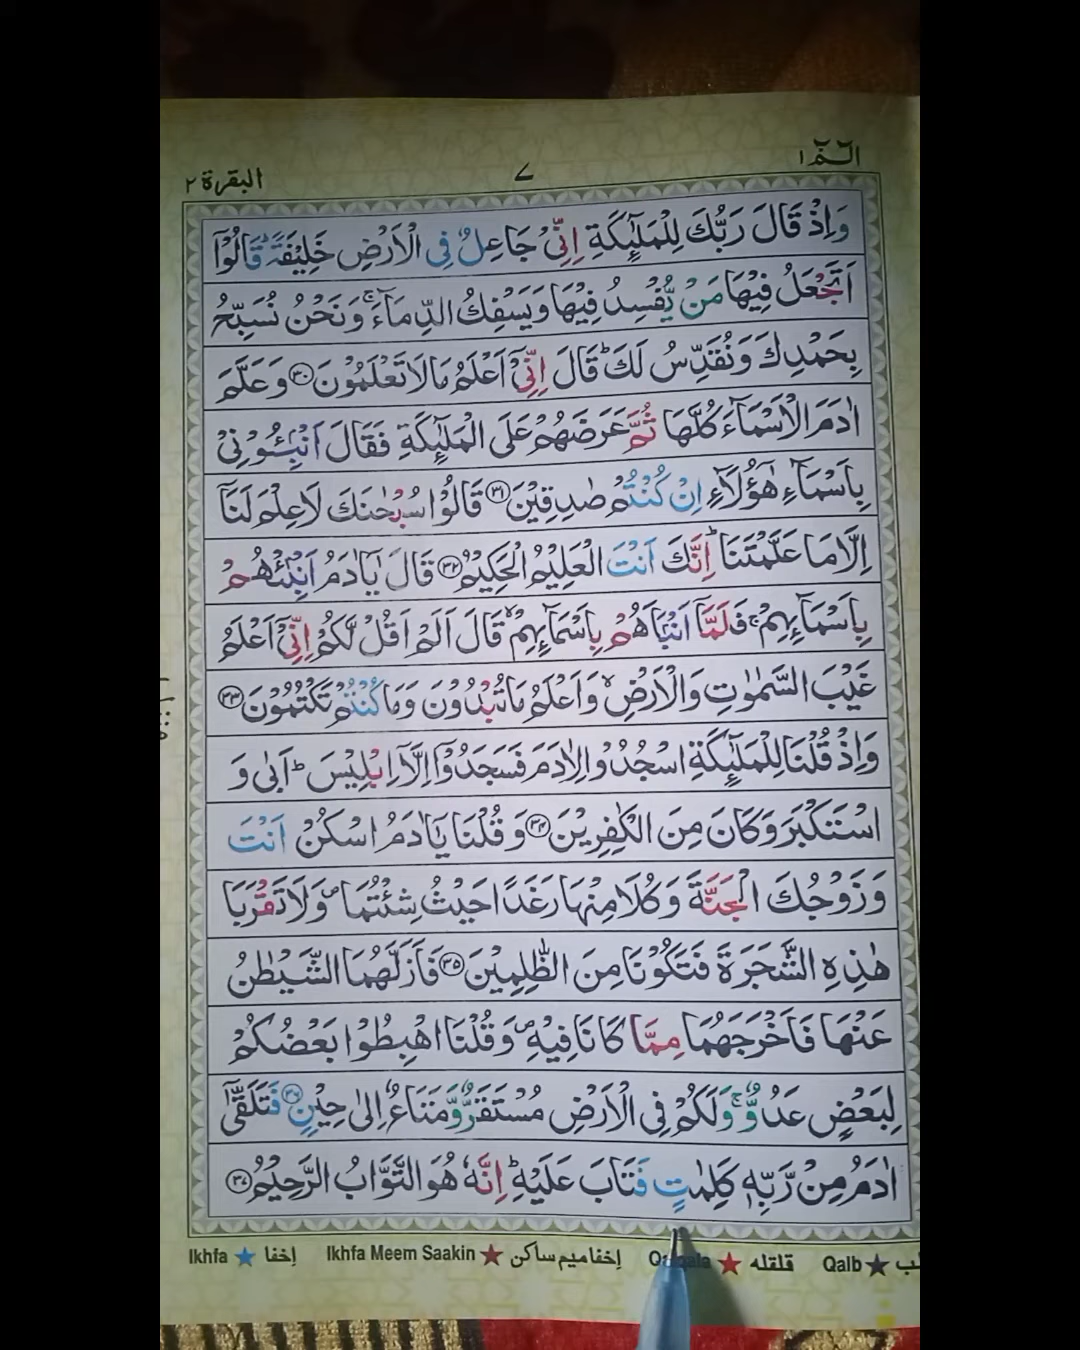 الٓمّٓ ١
٧
البقرة ٢
وَاِذْ قَالَ رَبُّكَ لِلْمَلٰٓئِكَةِ اِنِّیْ جَاعِلٌ فِی الْاَرْضِ خَلِیْفَةً ؕ قَالُوْۤا
اَتَجْعَلُ فِیْهَا مَنْ یُّفْسِدُ فِیْهَا وَیَسْفِكُ الدِّمَآءَ ۚ وَنَحْنُ نُسَبِّحُ
بِحَمْدِكَ وَنُقَدِّسُ لَكَ ؕ قَالَ اِنِّیْۤ اَعْلَمُ مَا لَا تَعْلَمُوْنَ ۝۳۰ وَعَلَّمَ
اٰدَمَ الْاَسْمَآءَ كُلَّهَا ثُمَّ عَرَضَهُمْ عَلَی الْمَلٰٓئِكَةِ فَقَالَ اَنْۢبِـُٔوْنِیْ
بِاَسْمَآءِ هٰۤؤُلَآءِ اِنْ كُنْتُمْ صٰدِقِیْنَ ۝۳۱ قَالُوْا سُبْحٰنَكَ لَا عِلْمَ لَنَاۤ
اِلَّا مَا عَلَّمْتَنَا ؕ اِنَّكَ اَنْتَ الْعَلِیْمُ الْحَكِیْمُ ۝۳۲ قَالَ یٰۤاٰدَمُ اَنْۢبِئْهُمْ
بِاَسْمَآئِهِمْ ۚ فَلَمَّاۤ اَنْۢبَاَهُمْ بِاَسْمَآئِهِمْ ۙ قَالَ اَلَمْ اَقُلْ لَّكُمْ اِنِّیْۤ اَعْلَمُ
غَیْبَ السَّمٰوٰتِ وَالْاَرْضِ ۙ وَاَعْلَمُ مَا تُبْدُوْنَ وَمَا كُنْتُمْ تَكْتُمُوْنَ ۝۳۳
وَاِذْ قُلْنَا لِلْمَلٰٓئِكَةِ اسْجُدُوْا لِاٰدَمَ فَسَجَدُوْۤا اِلَّاۤ اِبْلِیْسَ ؕ اَبٰی وَ
اسْتَكْبَرَ وَكَانَ مِنَ الْكٰفِرِیْنَ ۝۳۴ وَقُلْنَا یٰۤاٰدَمُ اسْكُنْ اَنْتَ
وَزَوْجُكَ الْجَنَّةَ وَكُلَا مِنْهَا رَغَدًا حَیْثُ شِئْتُمَا ۪ وَلَا تَقْرَبَا
هٰذِهِ الشَّجَرَةَ فَتَكُوْنَا مِنَ الظّٰلِمِیْنَ ۝۳۵ فَاَزَلَّهُمَا الشَّیْطٰنُ
عَنْهَا فَاَخْرَجَهُمَا مِمَّا كَانَا فِیْهِ ۪ وَقُلْنَا اهْبِطُوْا بَعْضُكُمْ
لِبَعْضٍ عَدُوٌّ ۚ وَلَكُمْ فِی الْاَرْضِ مُسْتَقَرٌّ وَّمَتَاعٌ اِلٰی حِیْنٍ ۝۳۶ فَتَلَقّٰۤی
اٰدَمُ مِنْ رَّبِّهٖ كَلِمٰتٍ فَتَابَ عَلَیْهِ ؕ اِنَّهٗ هُوَ التَّوَّابُ الرَّحِیْمُ ۝۳۷
Ikhfa ★ إخفا Ikhfa Meem Saakin ★ إخفا ميم ساكن ★ قلقله Qalb ★